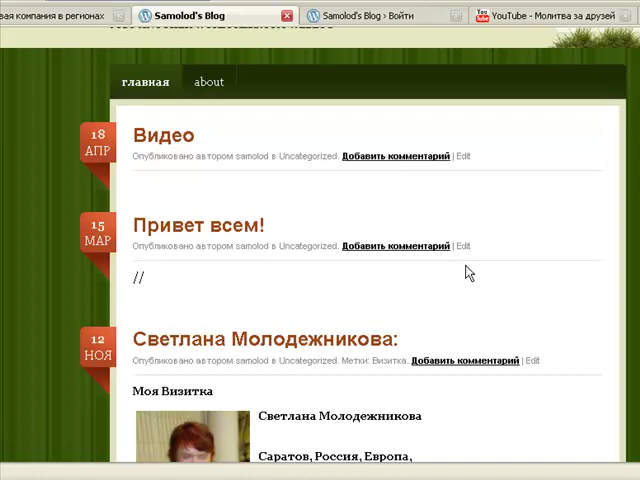 вая компания в регионах
Samolod's Blog
Samolod's Blog › Войти
YouTube - Молитва за друзей
главная
about
18
АПР
Видео
Опубликовано автором samolod в Uncategorized. Добавить комментарий | Edit
15
МАР
Привет всем!
Опубликовано автором samolod в Uncategorized. Добавить комментарий | Edit
//
12
НОЯ
Светлана Молодежникова:
Опубликовано автором samolod в Uncategorized. Метки: Визитка. Добавить комментарий | Edit
Моя Визитка
Светлана Молодежникова
Саратов, Россия, Европа,